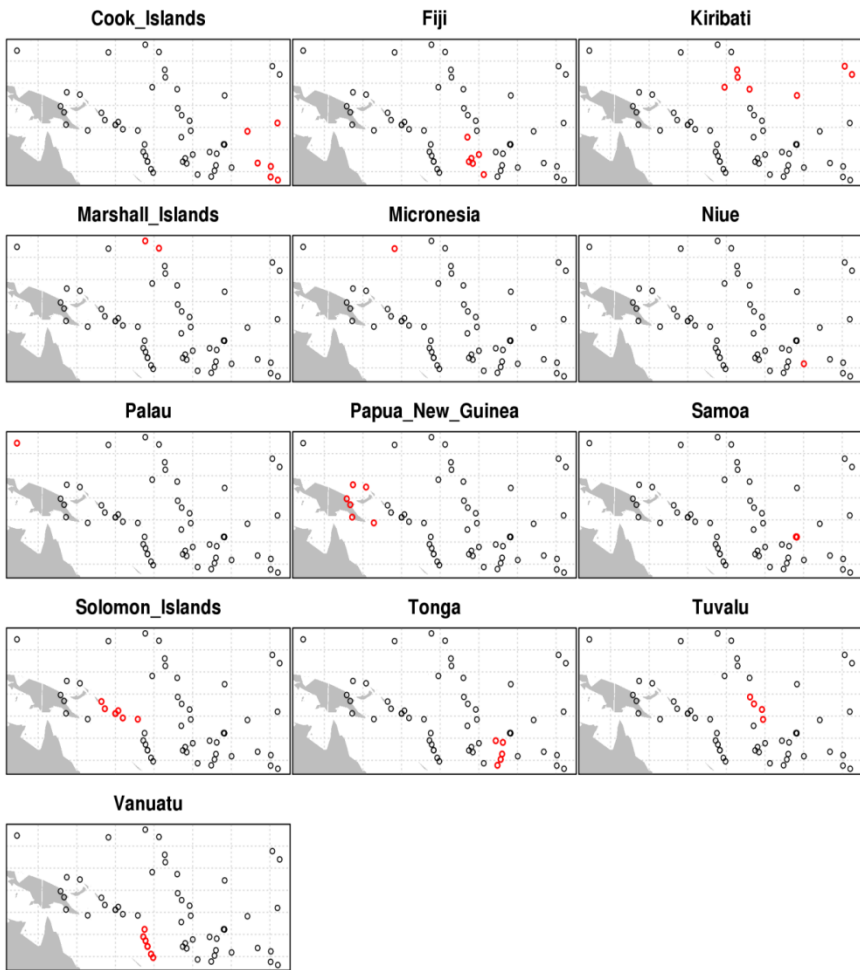 Cook_Islands Fiji Kiribati
Marshall_Islands Micronesia Niue
Palau Papua_New_Guinea Samoa
Solomon_Islands Tonga Tuvalu
Vanuatu